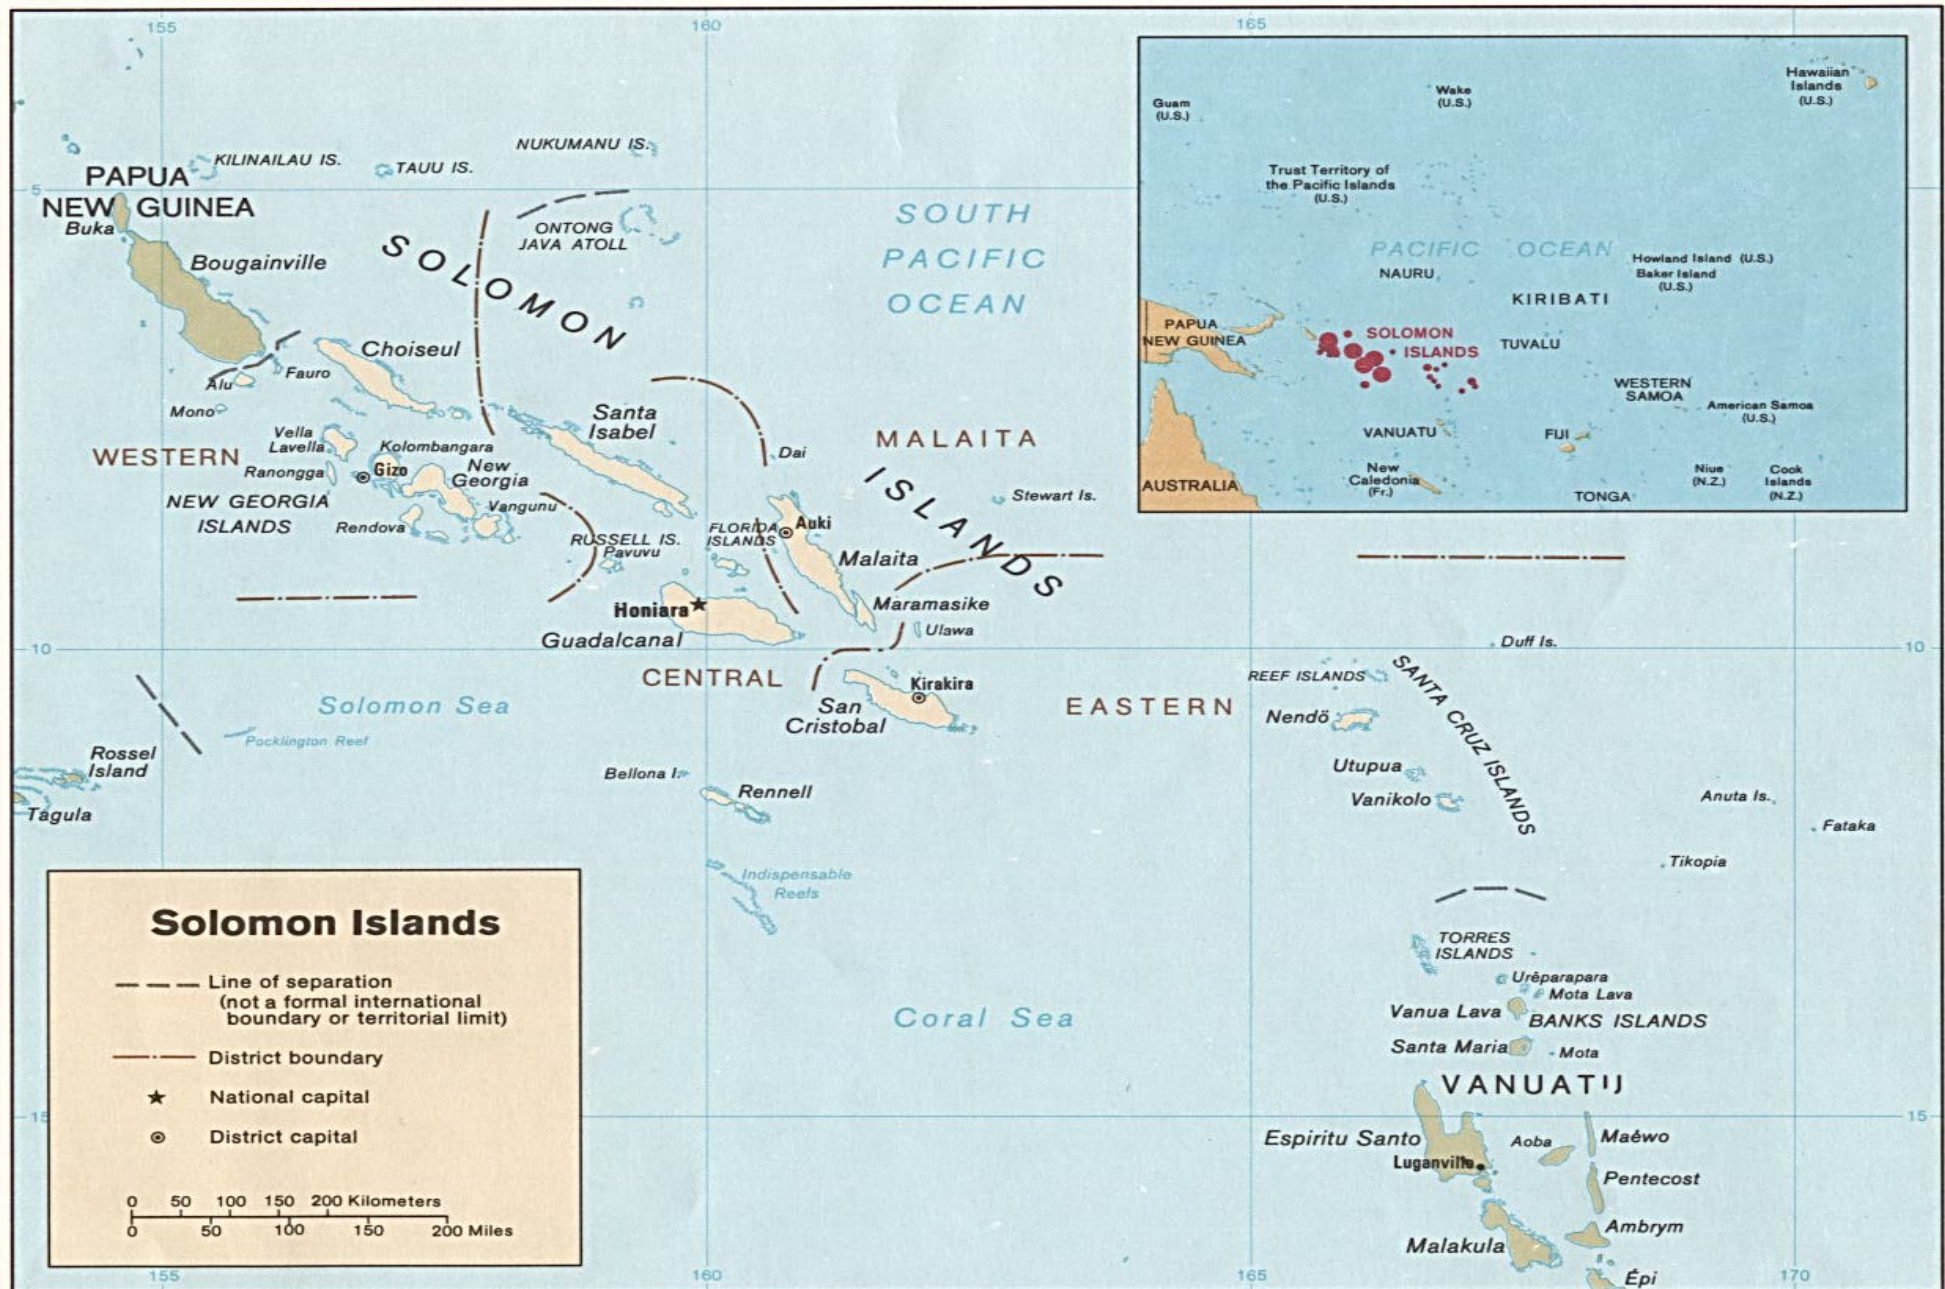 155
160
165
KILINAILAU IS.
TAUU IS.
NUKUMANU IS.
PAPUA
NEW GUINEA
5
Buka
Bougainville
SOLOMON
ONTONG
JAVA ATOLL
SOUTH
PACIFIC
OCEAN
Choiseul
Fauro
Alu
Mono
Vella
Lavella
WESTERN
Ranongga
Kolombangara
Gizo
New
Georgia
NEW GEORGIA
ISLANDS
Rendova
Vangunu
Santa
Isabel
Dai
MALAITA
ISLANDS
Stewart Is.
RUSSELL IS.
Pavuvu
FLORIDA
ISLANDS
Auki
Malaita
Maramasike
Ulawa
Honiara
Guadalcanal
10
10
CENTRAL
San
Cristobal
Kirakira
EASTERN
Duff Is.
REEF ISLANDS
Nendö
SANTA CRUZ ISLANDS
Utupua
Vanikolo
Anuta Is.
Fataka
Tikopia
Solomon Sea
Pocklington Reef
Rossel
Island
Tagula
Bellona I.
Rennell
Indispensable
Reefs
Coral Sea
TORRES
ISLANDS
Uréparapara
Mota Lava
Vanua Lava
BANKS ISLANDS
Santa Maria
Mota
VANUATU
15
15
Espiritu Santo
Luganville
Aoba
Maéwo
Pentecost
Ambrym
Malakula
Épi
155
160
165
170
Guam
(U.S.)
Wake
(U.S.)
Hawaiian
Islands
(U.S.)
Trust Territory of
the Pacific Islands
(U.S.)
PACIFIC OCEAN
NAURU
Howland Island (U.S.)
Baker Island
(U.S.)
KIRIBATI
PAPUA
NEW GUINEA
SOLOMON
ISLANDS
TUVALU
WESTERN
SAMOA
American Samoa
(U.S.)
VANUATU
FIJI
New
Caledonia
(Fr.)
Niue
(N.Z.)
Cook
Islands
(N.Z.)
AUSTRALIA
TONGA
Solomon Islands
Line of separation
(not a formal international
boundary or territorial limit)
District boundary
National capital
District capital
0 50 100 150 200 Kilometers
0 50 100 150 200 Miles